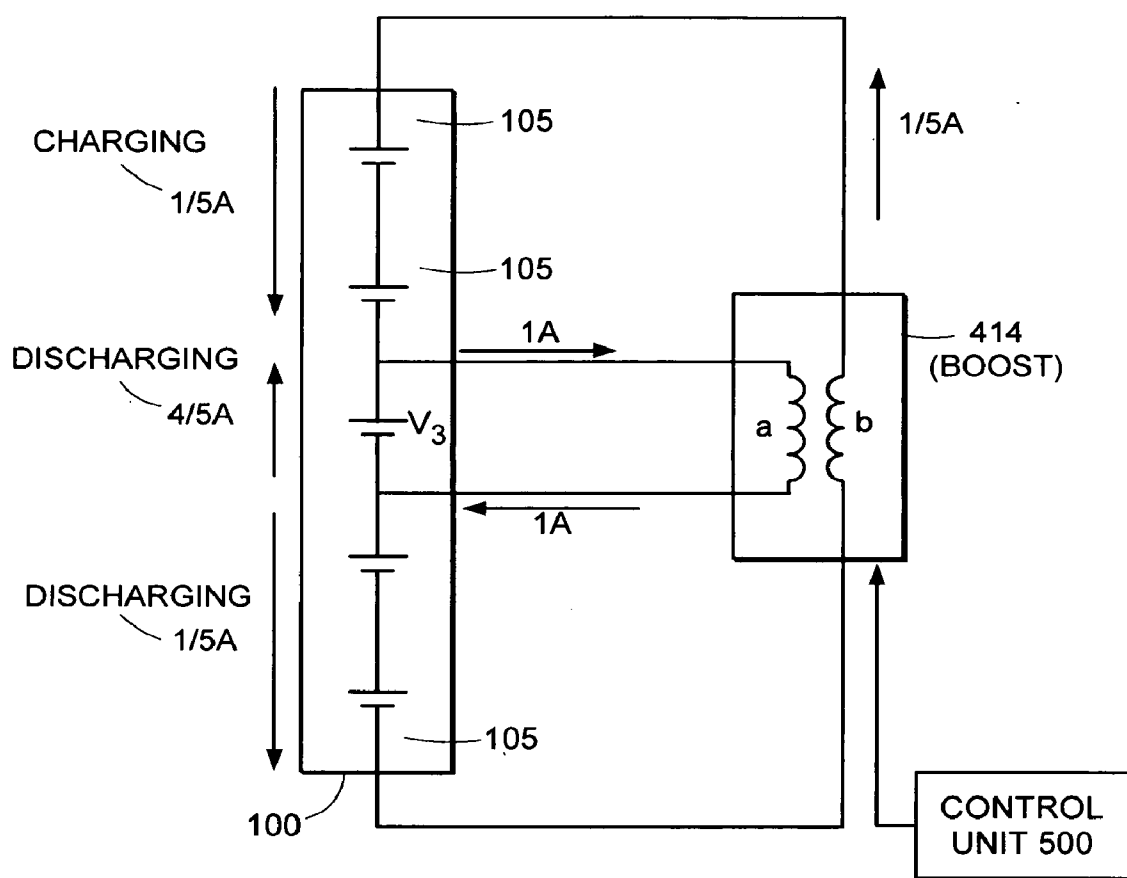 105
CHARGING
1/5A
1/5A
105
1A
414
(BOOST)
DISCHARGING
4/5A
V3
a
b
1A
DISCHARGING
1/5A
105
100
CONTROL
UNIT 500